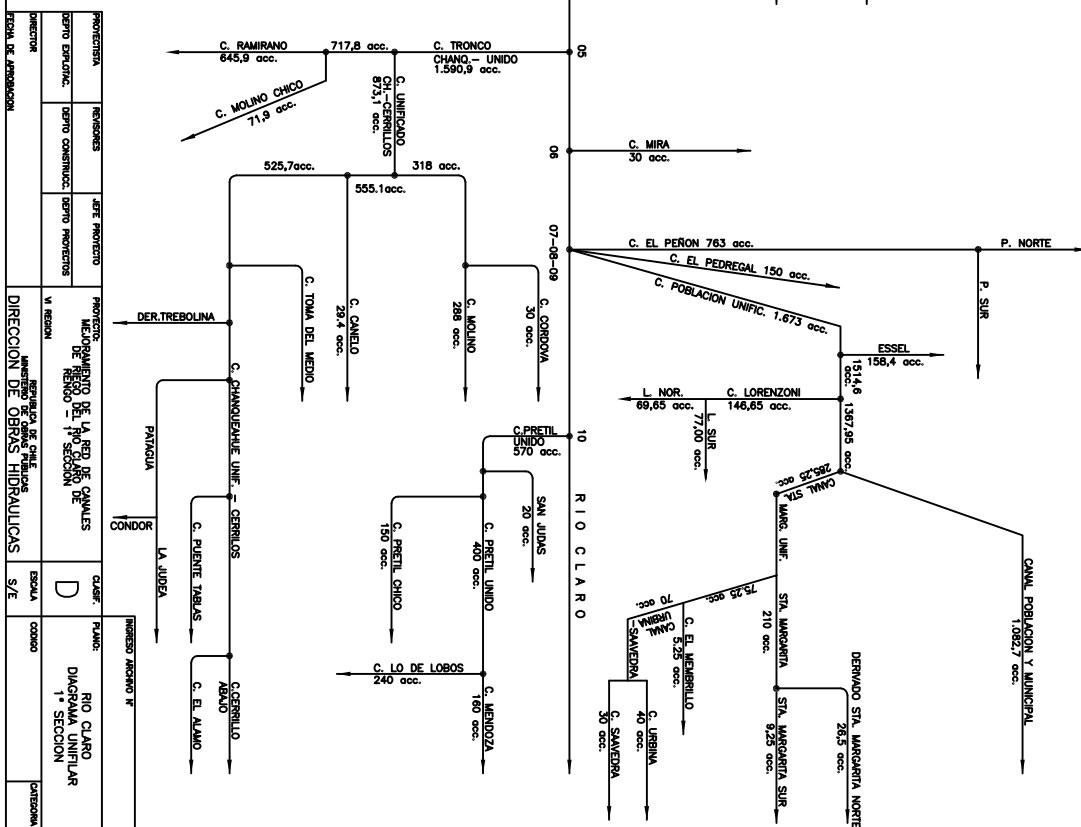 05
C. TRONCO
CHANQ.- UNIDO
1.590,9 acc.
717,8 acc.
C. RAMIRANO
645,9 acc.
C. MOLINO CHICO
71,9 acc.
C. UNIFICADO
CH.-CERRILLOS
873,1 acc.
525,7acc.
318 acc.
555.1acc.
C. TOMA DEL MEDIO
C. CANELO
29.4 acc.
C. MOLINO
288 acc.
C. CORDOVA
30 acc.
DER.TREBOLINA
C. CHANQUEAHUE UNIF. - CERRILOS
PATAGUA
CONDOR
LA JUDEA
C. PUENTE TABLAS
C.CERRILLO
ABAJO
C. EL ALAMO
06
C. MIRA
30 acc.
07-08-09
C. EL PEÑON 763 acc.
P. NORTE
P. SUR
C. EL PEDREGAL 150 acc.
C. POBLACION UNIFIC. 1.673 acc.
ESSEL
158,4 acc.
1514,6
acc.
C. LORENZONI
146,65 acc.
L. NOR.
69,65 acc.
L. SUR
77,00 acc.
1367,95 acc.
CANAL POBLACION Y MUNICIPAL
1.082,7 acc.
CANAL STA.
285,25 acc.
MARG. UNIF.
STA. MARGARITA
210 acc.
75,25 acc.
70 acc.
CANAL
URBINA -
SAAVEDRA
C. EL MEMBRILLO
5.25 acc.
C. URBINA
40 acc.
C. SAAVEDRA
30 acc.
DERIVADO STA. MARGARITA NORTE
26,5 acc.
STA. MARGARITA SUR
9,25 acc.
10
C.PRETIL
UNIDO
570 acc.
SAN JUDAS
20 acc.
C. PRETIL UNIDO
400 acc.
C. PRETIL CHICO
150 acc.
C. LO DE LOBOS
240 acc.
C. MENDOZA
160 acc.
RIO CLARO
PROYECTISTA
REVISORES
JEFE PROYECTO
DEPTO EXPLOTAC.
DEPTO CONSTRUCC.
DEPTO PROYECTOS
DIRECTOR
FECHA DE APROBACION
PROYECTO:
MEJORAMIENTO DE LA RED DE CANALES
DE RIEGO DEL RIO CLARO DE
RENGO - 1ª SECCION
VI REGION
REPUBLICA DE CHILE
MINISTERIO DE OBRAS PUBLICAS
DIRECCION DE OBRAS HIDRAULICAS
CLASIF.
D
ESCALA
S/E
INGRESO ARCHIVO Nº
PLANO:
RIO CLARO
DIAGRAMA UNIFILAR
1ª SECCION
CODIGO
CATEGORIA